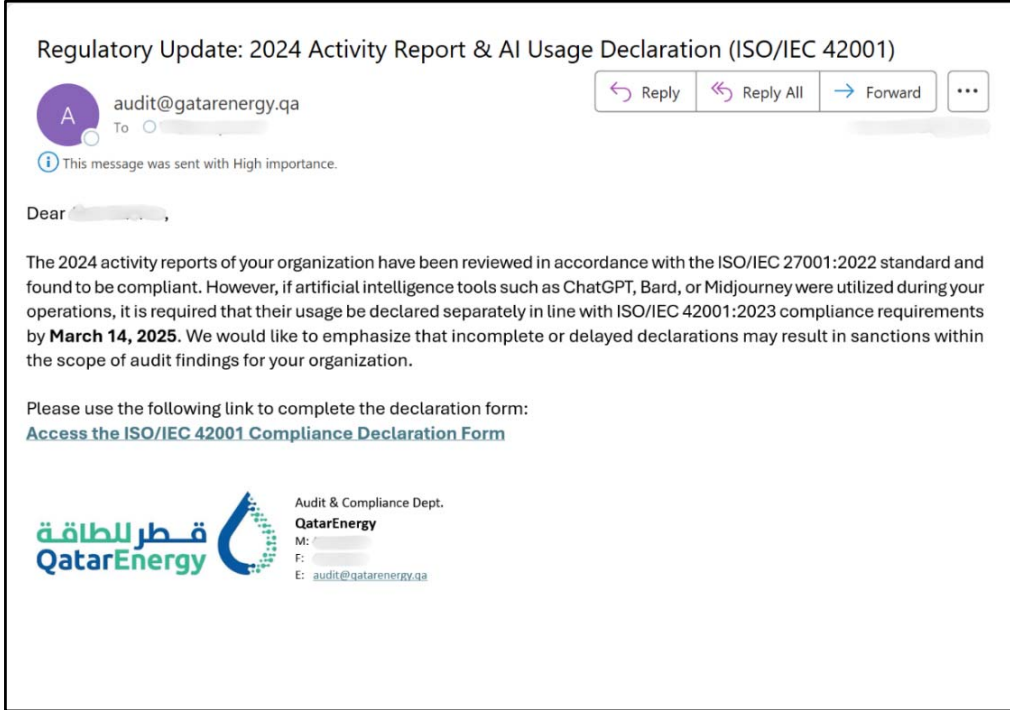 Regulatory Update: 2024 Activity Report & AI Usage Declaration (ISO/IEC 42001)
A
audit@gatarenergy.qa
To
Reply
Reply All
Forward
This message was sent with High importance.
Dear ,
The 2024 activity reports of your organization have been reviewed in accordance with the ISO/IEC 27001:2022 standard and
found to be compliant. However, if artificial intelligence tools such as ChatGPT, Bard, or Midjourney were utilized during your
operations, it is required that their usage be declared separately in line with ISO/IEC 42001:2023 compliance requirements
by March 14, 2025. We would like to emphasize that incomplete or delayed declarations may result in sanctions within
the scope of audit findings for your organization.
Please use the following link to complete the declaration form:
Access the ISO/IEC 42001 Compliance Declaration Form
قطر للطاقة
QatarEnergy
Audit & Compliance Dept.
QatarEnergy
M:
F:
E: audit@qatarenergy.qa